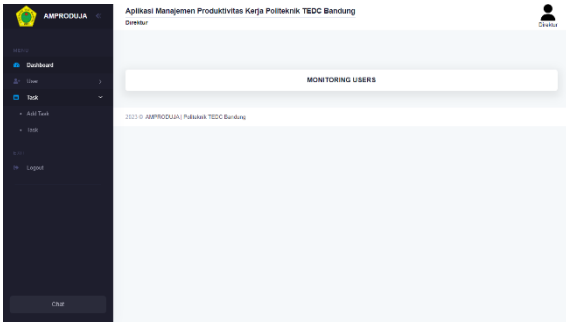 AMPRODUJA
Aplikasi Manajemen Produktivitas Kerja Politeknik TEDC Bandung
Direktur
Direktur
MENU
Dashboard
User
Task
Add Task
Task
Logout
MONITORING USERS
2023 © AMPRODUJA | Politeknik TEDC Bandung
Chat